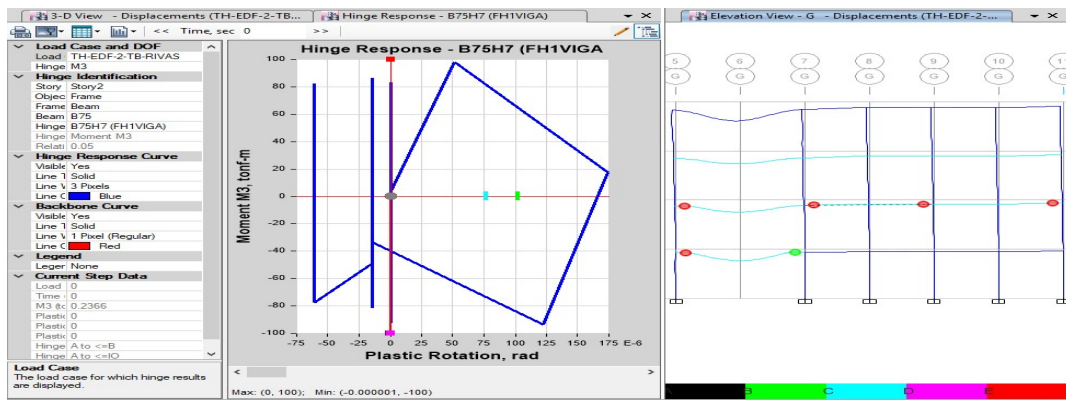 3-D View - Displacements (TH-EDF-2-TB...
Hinge Response - B75H7 (FH1VIGA)
Elevation View - G - Displacements (TH-EDF-2-...
<< Time, sec 0 >>
Load Case and DOF
Load TH-EDF-2-TB-RIVAS
Hinge M3
Hinge Identification
Story Story2
Objec Frame
Frame Beam
Beam B75
Hinge B75H7 (FH1VIGA)
Hinge Moment M3
Relati 0.05
Hinge Response Curve
Visible Yes
Line T Solid
Line 3 Pixels
Line C Blue
Backbone Curve
Visible Yes
Line T Solid
Line 1 Pixel (Regular)
Line C Red
Legend
Leger None
Current Step Data
Load 0
Time 0
M3 0.2366
Plastic 0
Plastic 0
Plastic 0
Hinge A to <=B
Hinge A to <=IO
Load Case
The load case for which hinge results
are displayed.
Hinge Response - B75H7 (FH1VIGA
Moment M3, tonf-m
100
80
60
40
20
0
-20
-40
-60
-80
-100
-75 -50 -25 0 25 50 75 100 125 150 175 E-6
Plastic Rotation, rad
Max: (0, 100); Min: (-0.000001, -100)
5 6 7 8 9 10 11
G G G G G G G
B C D E